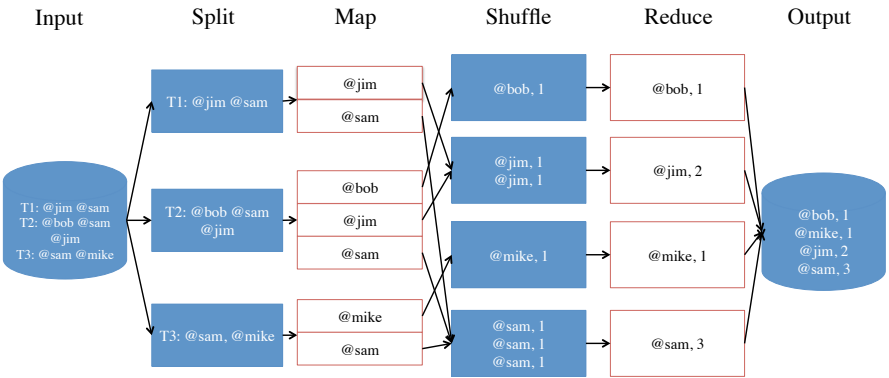 Input
Split
Map
Shuffle
Reduce
Output
T1: @jim @sam
T2: @bob @sam
@jim
T3: @sam @mike
T1: @jim @sam
T2: @bob @sam
@jim
T3: @sam, @mike
@jim
@sam
@bob
@jim
@sam
@mike
@sam
@bob, 1
@jim, 1
@jim, 1
@mike, 1
@sam, 1
@sam, 1
@sam, 1
@bob, 1
@jim, 2
@mike, 1
@sam, 3
@bob, 1
@mike, 1
@jim, 2
@sam, 3